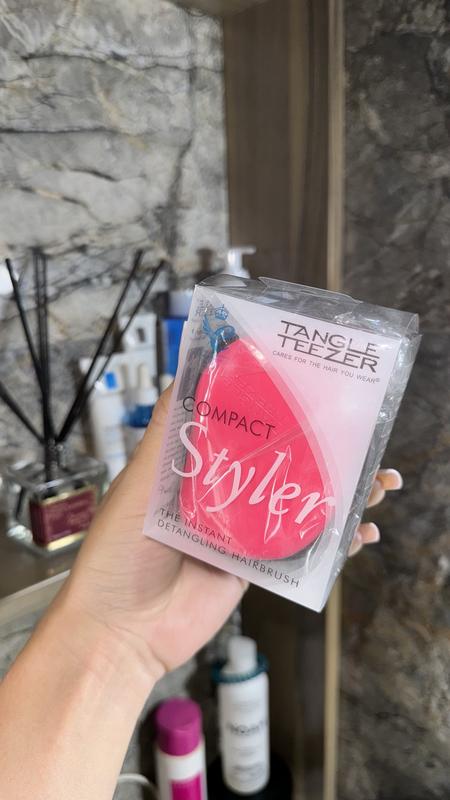 TANGLE
TEEZER
CARES FOR THE HAIR YOU WEAR®
COMPACT
Styler
THE INSTANT
DETANGLING HAIRBRUSH